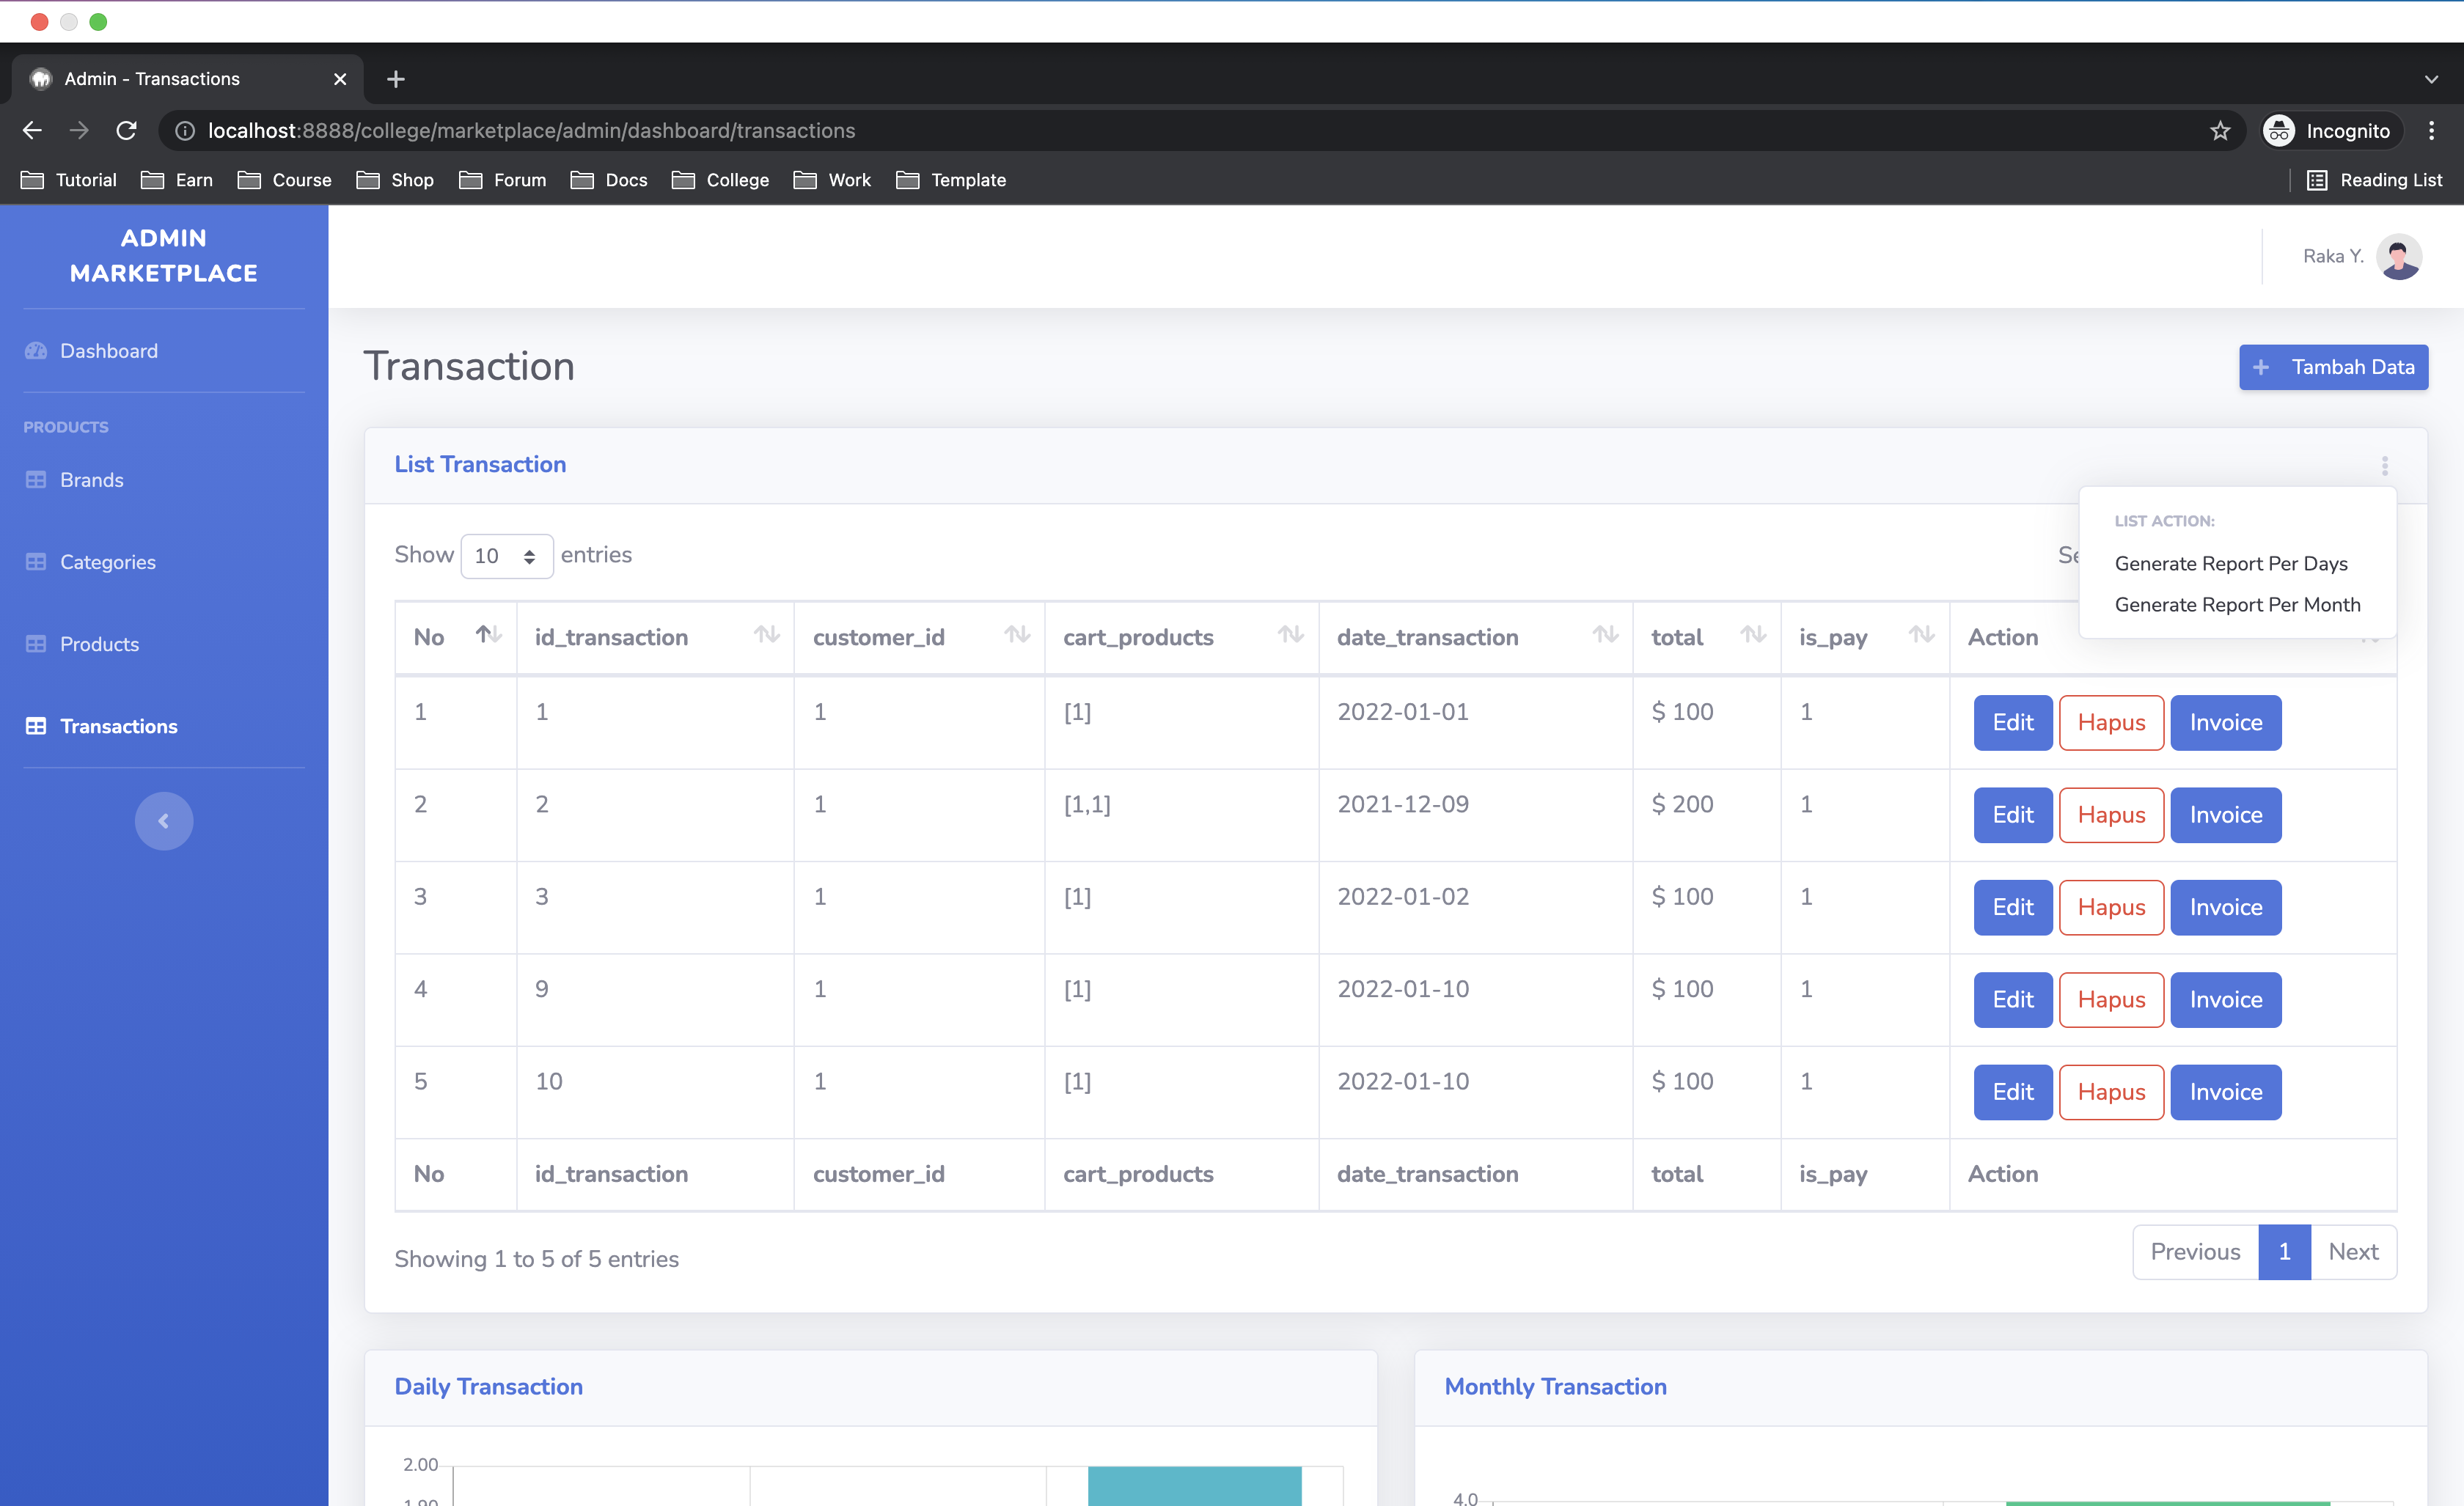 Admin - Transactions
localhost:8888/college/marketplace/admin/dashboard/transactions
Incognito
Tutorial Earn Course Shop Forum Docs College Work Template Reading List
ADMIN
MARKETPLACE
Raka Y.
Dashboard
PRODUCTS
Brands
Categories
Products
Transactions
Transaction
+ Tambah Data
List Transaction
LIST ACTION:
Generate Report Per Days
Generate Report Per Month
Show 10 entries
No id_transaction customer_id cart_products date_transaction total is_pay Action
1 1 1 [1] 2022-01-01 $ 100 1 Edit Hapus Invoice
2 2 1 [1,1] 2021-12-09 $ 200 1 Edit Hapus Invoice
3 3 1 [1] 2022-01-02 $ 100 1 Edit Hapus Invoice
4 9 1 [1] 2022-01-10 $ 100 1 Edit Hapus Invoice
5 10 1 [1] 2022-01-10 $ 100 1 Edit Hapus Invoice
No id_transaction customer_id cart_products date_transaction total is_pay Action
Showing 1 to 5 of 5 entries
Previous 1 Next
Daily Transaction
2.00
1.90
Monthly Transaction
4.0